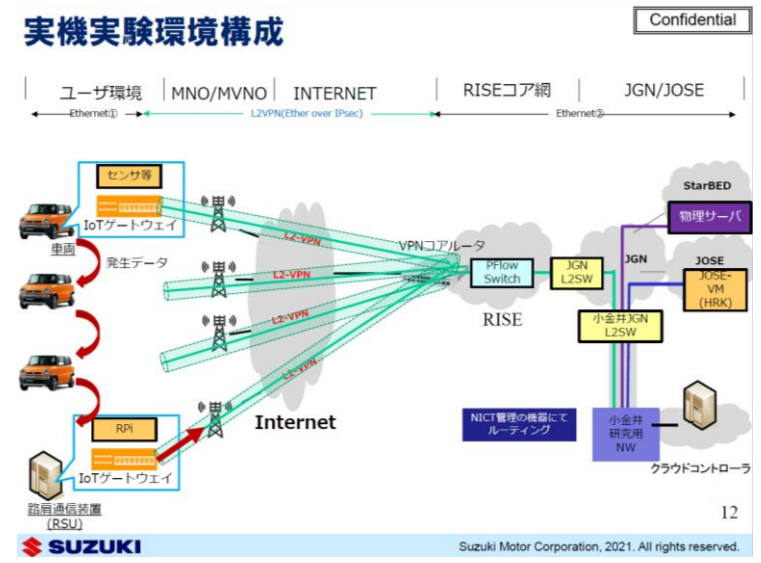 実機実験環境構成
Confidential
ユーザ環境
MNO/MVNO
INTERNET
RISEコア網
JGN/JOSE
Ethernet①
L2VPN(Ether over IPsec)
Ethernet②
センサ等
IoTゲートウェイ
車両
発生データ
L2-VPN
L2-VPN
L2-VPN
L2-VPN
VPNコアルータ
PFlow
Switch
RISE
JGN
L2SW
JGN
StarBED
物理サーバ
JOSE
JOSE-
VM
(HRK)
小金井JGN
L2SW
Internet
NICT管理の機器にて
ルーティング
小金井
研究用
NW
クラウドコントローラ
RPi
IoTゲートウェイ
路肩通信装置
(RSU)
12
SUZUKI
Suzuki Motor Corporation, 2021. All rights reserved.